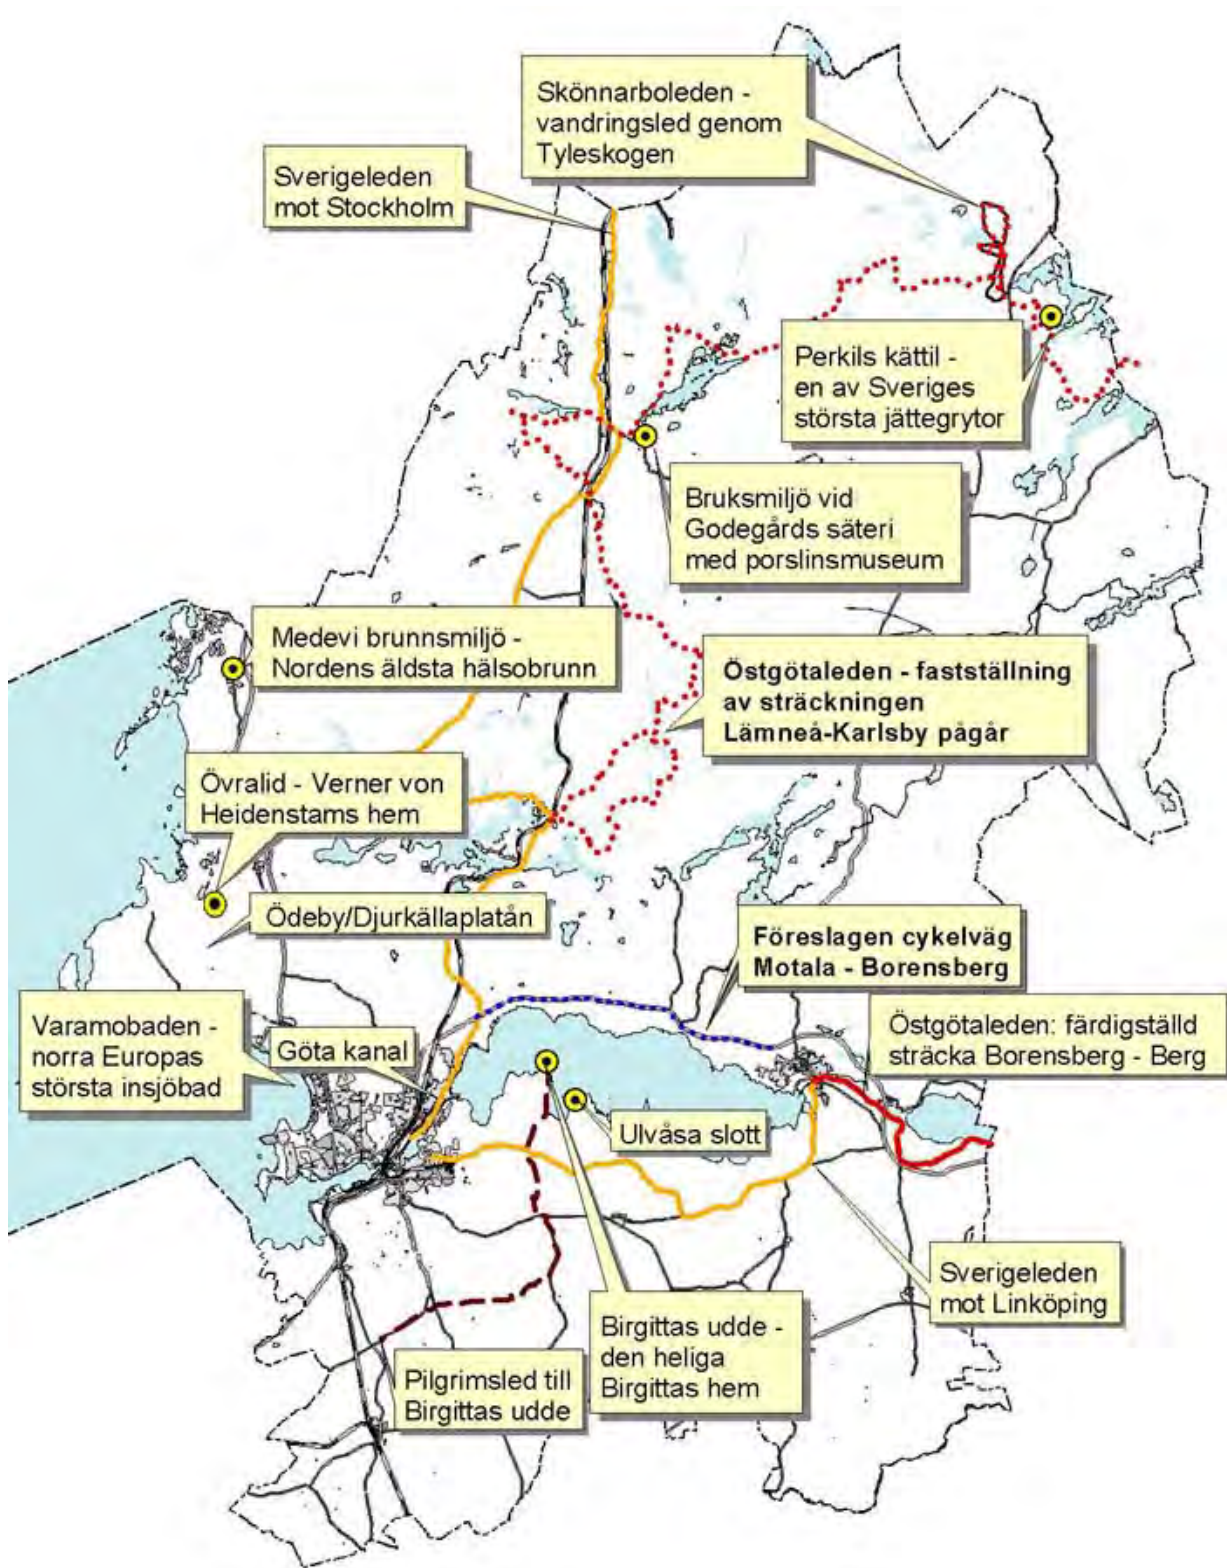 Skönnarboleden -
vandringsled genom
Tyleskogen
Sverigeleden
mot Stockholm
Perkils kättil -
en av Sveriges
största jättegrytor
Bruksmiljö vid
Godegårds säteri
med porslinsmuseum
Medevi brunnsmiljö -
Nordens äldsta hälsobrunn
Östgötaleden - fastställning
av sträckningen
Lämneå-Karlsby pågår
Övralid - Verner von
Heidenstams hem
Ödeby/Djurkällaplatån
Föreslagen cykelväg
Motala - Borensberg
Varamobaden -
norra Europas
största insjöbad
Göta kanal
Östgötaleden: färdigställd
sträcka Borensberg - Berg
Ulvåsa slott
Sverigeleden
mot Linköping
Birgittas udde -
den heliga
Birgittas hem
Pilgrimsled till
Birgittas udde